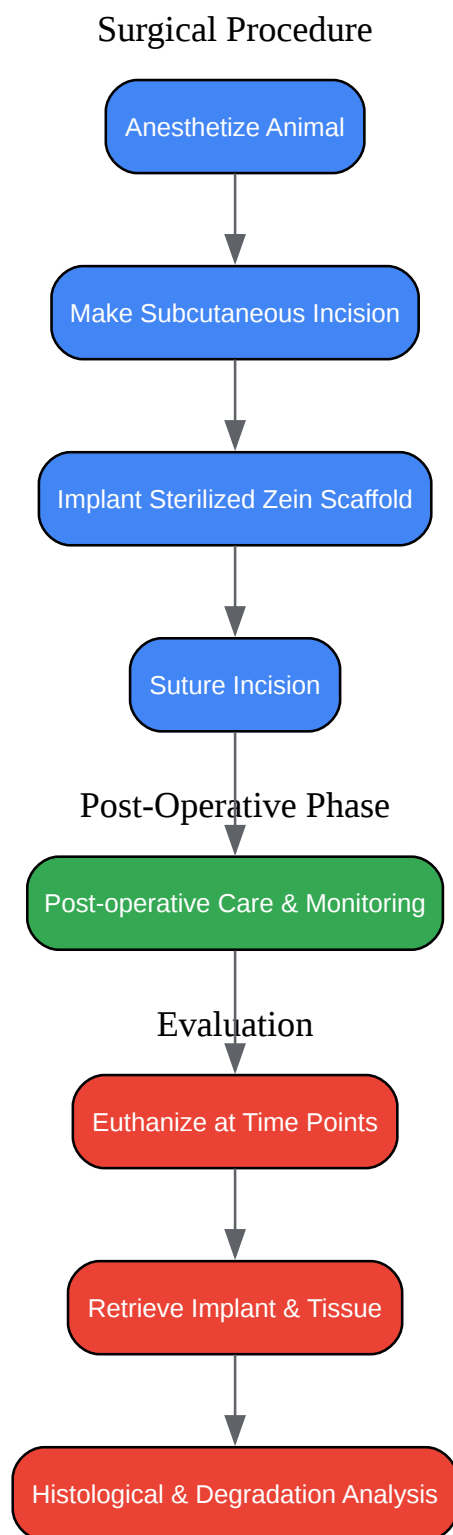 Surgical Procedure
Anesthetize Animal
Make Subcutaneous Incision
Implant Sterilized Zein Scaffold
Suture Incision
Post-Operative Phase
Post-operative Care & Monitoring
Evaluation
Euthanize at Time Points
Retrieve Implant & Tissue
Histological & Degradation Analysis